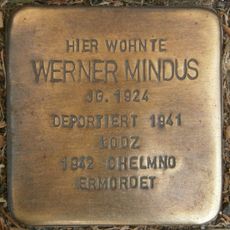 HIER WOHNTE
WERNER MINDUS
JG. 1924
DEPORTIERT 1941
LODZ
1942 CHELMNO
ERMORDET